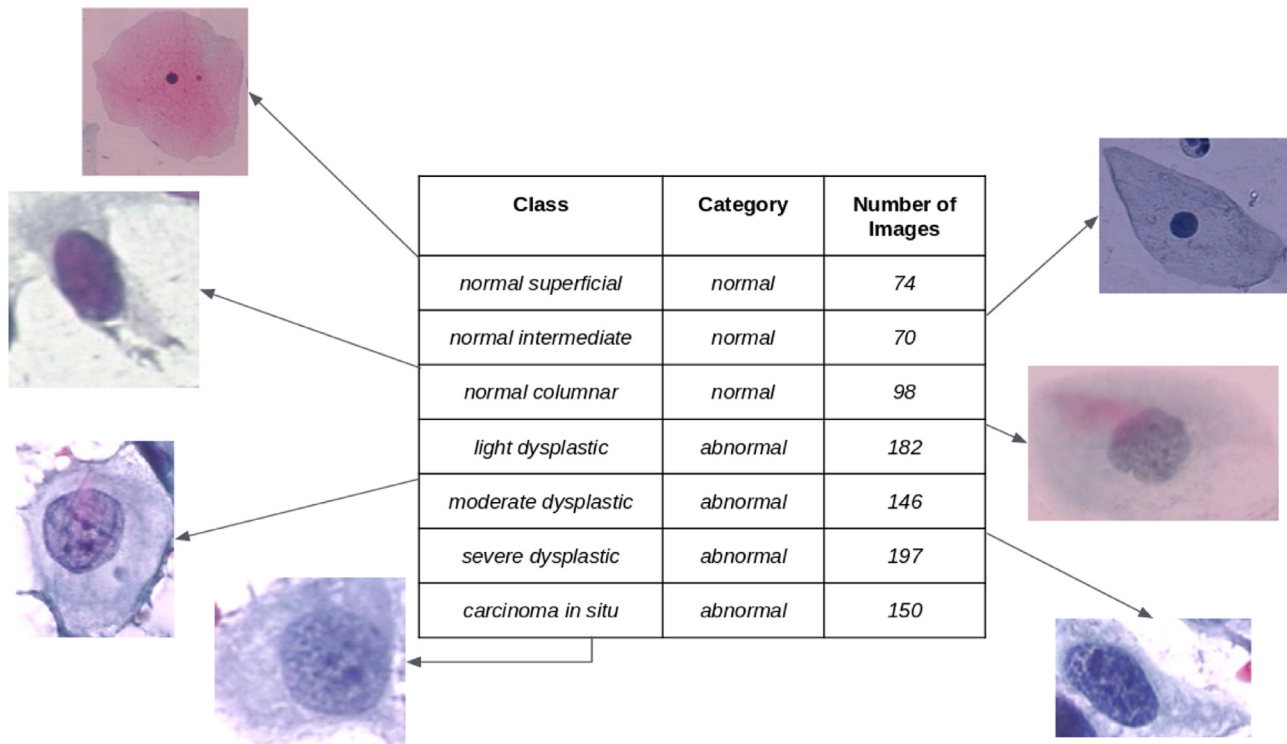 Class Category Number of
Images
normal superficial normal 74
normal intermediate normal 70
normal columnar normal 98
light dysplastic abnormal 182
moderate dysplastic abnormal 146
severe dysplastic abnormal 197
carcinoma in situ abnormal 150